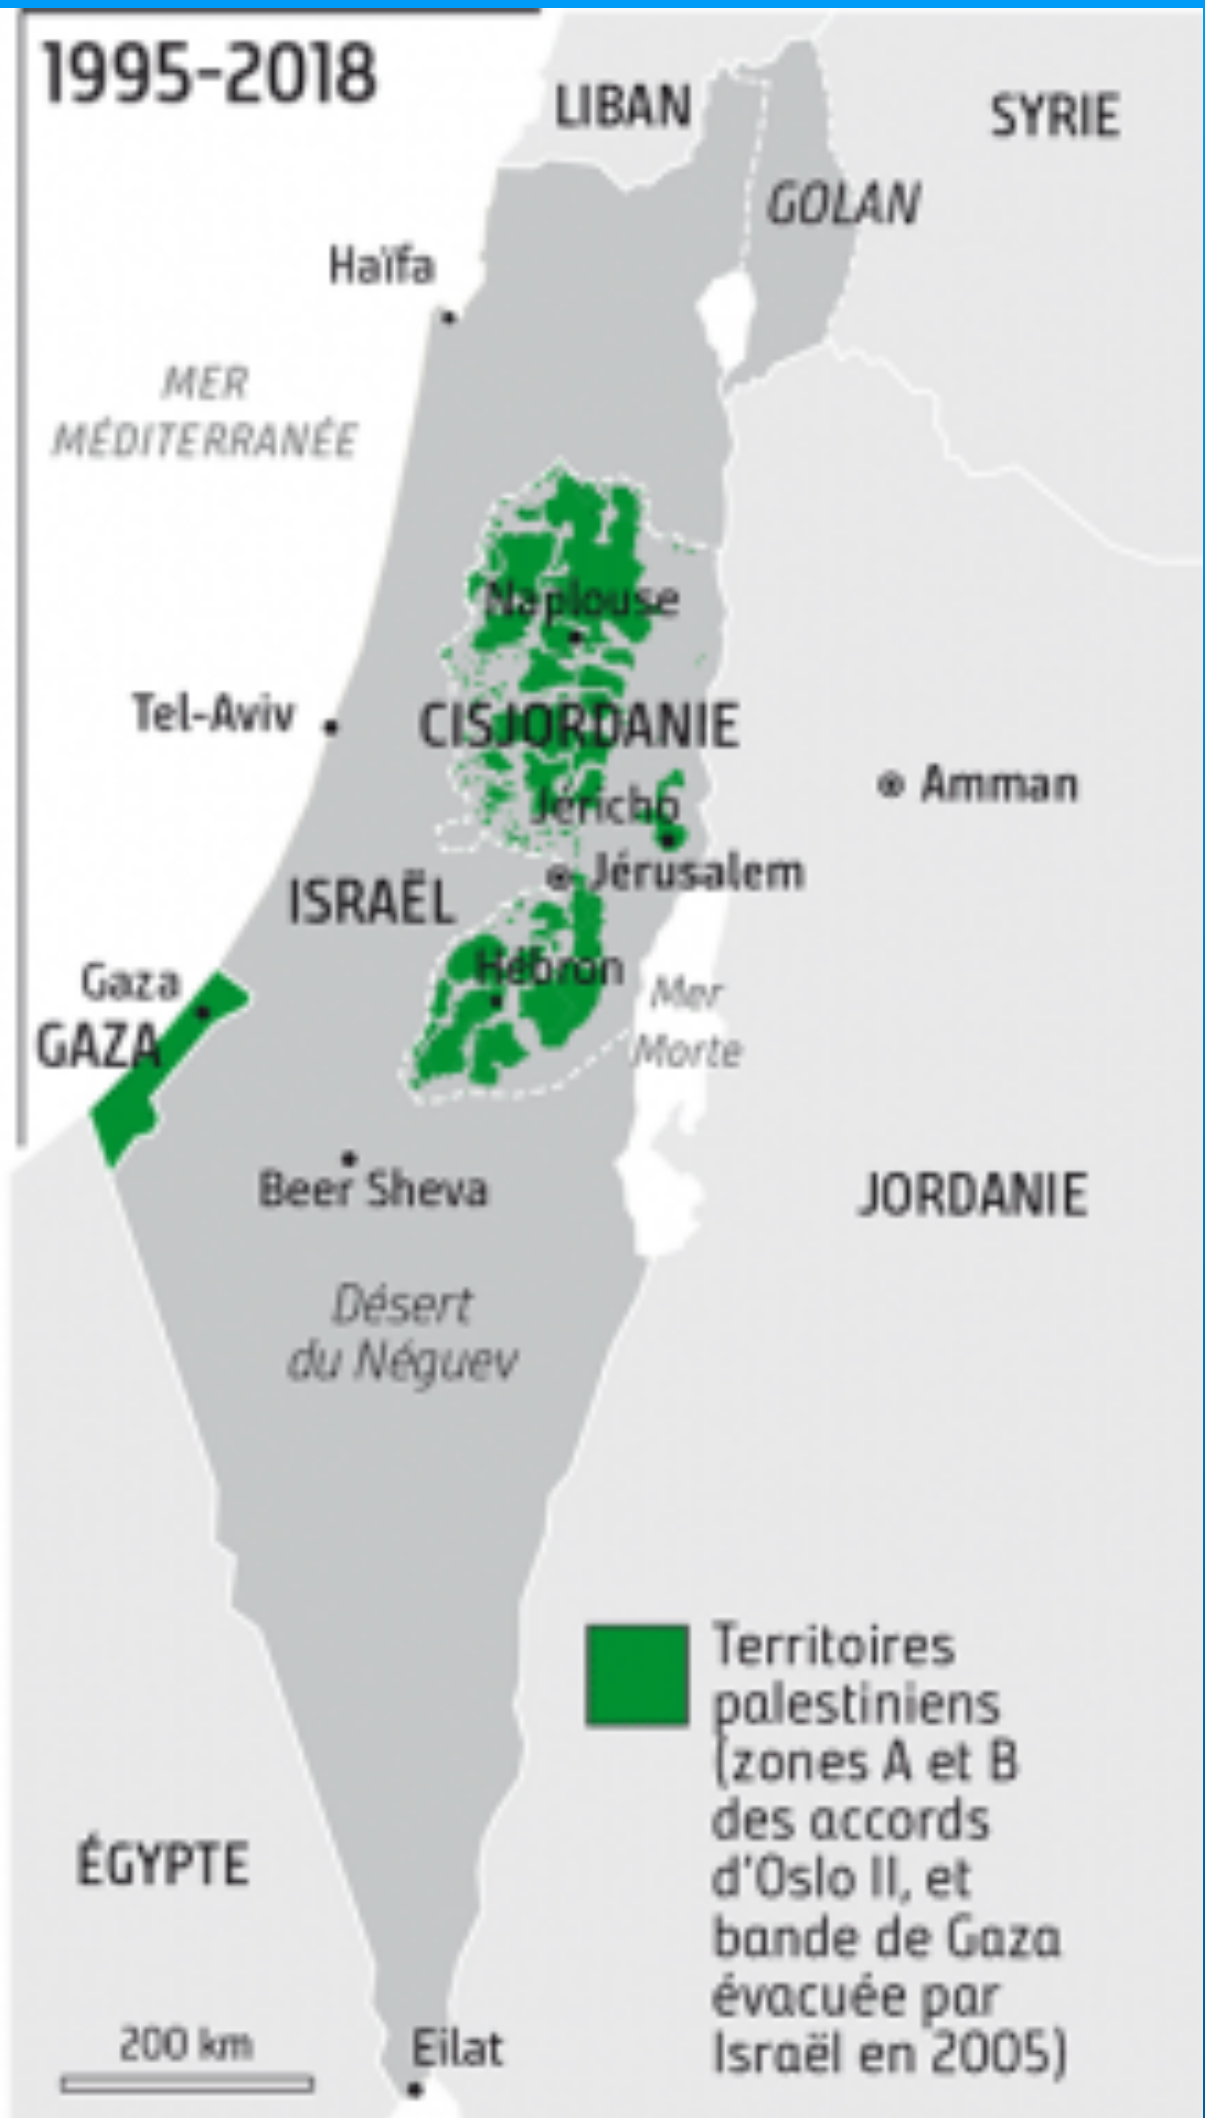 1995-2018
LIBAN
SYRIE
GOLAN
Haïfa
MER
MÉDITERRANÉE
Naplouse
Tel-Aviv
CISJORDANIE
Amman
Jéricho
Jérusalem
ISRAËL
Hébron
Gaza
GAZA
Mer
Morte
Beer Sheva
JORDANIE
Désert
du Néguev
Territoires
palestiniens
(zones A et B
des accords
d'Oslo II, et
bande de Gaza
évacuée par
Israël en 2005)
ÉGYPTE
200 km
Eilat